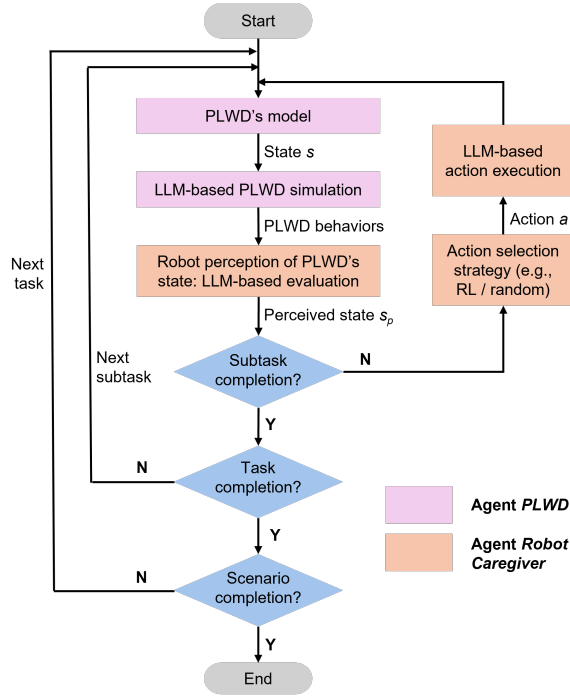 Start
PLWD's model
State s
LLM-based PLWD simulation
PLWD behaviors
Robot perception of PLWD's
state: LLM-based evaluation
Perceived state sp
LLM-based
action execution
Action a
Action selection
strategy (e.g.,
RL / random)
Next
task
Next
subtask
Subtask
completion?
N
Y
Task
completion?
N
Y
Scenario
completion?
N
Y
End
Agent PLWD
Agent Robot
Caregiver